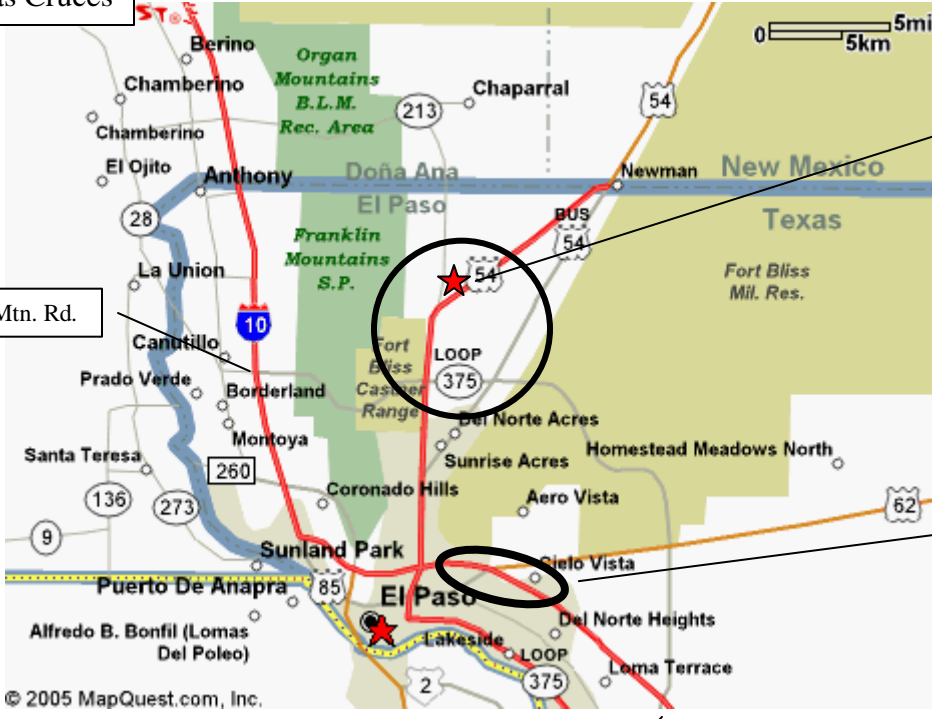 as Cruces
ST
Berino
5mi
5km
0
Organ
Mountains
B.L.M.
Rec. Area
Chamberino
Chaparral
54
213
Chamberino
El Ojito
Anthony
Doña Ana
Newman
New Mexico
El Paso
28
BUS
54
Texas
Franklin
Mountains
S.P.
La Union
54
Fort Bliss
Mil. Res.
Mtn. Rd.
10
Canutillo
Fort
Bliss
Castner
Range
LOOP
375
Prado Verde
Borderland
Del Norte Acres
Montoya
Sunrise Acres
Homestead Meadows North
Santa Teresa
260
Coronado Hills
Aero Vista
136
273
62
9
Sunland Park
Cielo Vista
Puerto De Anapra
85
El Paso
Alfredo B. Bonfil (Lomas
Del Poleo)
Del Norte Heights
Lakeside
LOOP
375
Loma Terrace
2
© 2005 MapQuest.com, Inc.